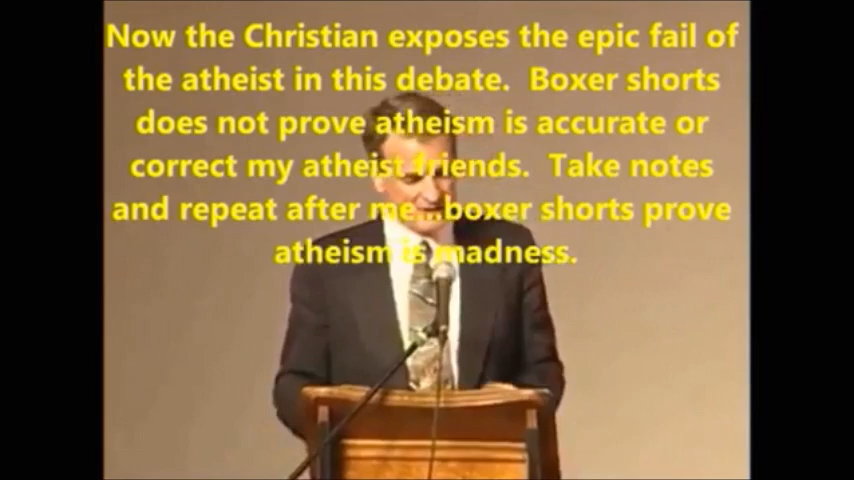 Now the Christian exposes the epic fail of
the atheist in this debate.  Boxer shorts
does not prove atheism is accurate or
correct my atheist friends.  Take notes
and repeat after me...boxer shorts prove
atheism is madness.